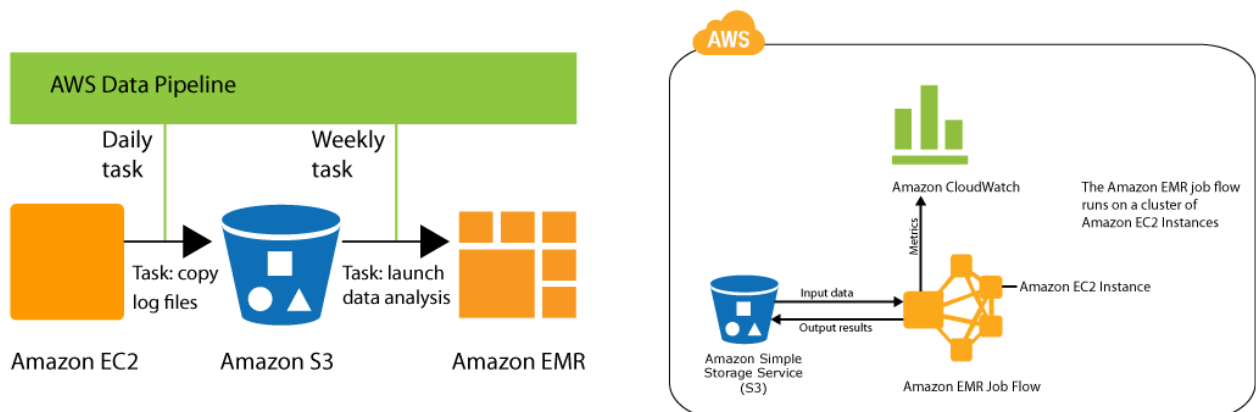 AWS Data Pipeline
Daily
task
Weekly
task
Task: copy
log files
Task: launch
data analysis
Amazon EC2
Amazon S3
Amazon EMR
AWS
Amazon CloudWatch
The Amazon EMR job flow
runs on a cluster of
Amazon EC2 Instances
Metrics
Input data
Output results
Amazon EC2 Instance
Amazon Simple
Storage Service
(S3)
Amazon EMR Job Flow